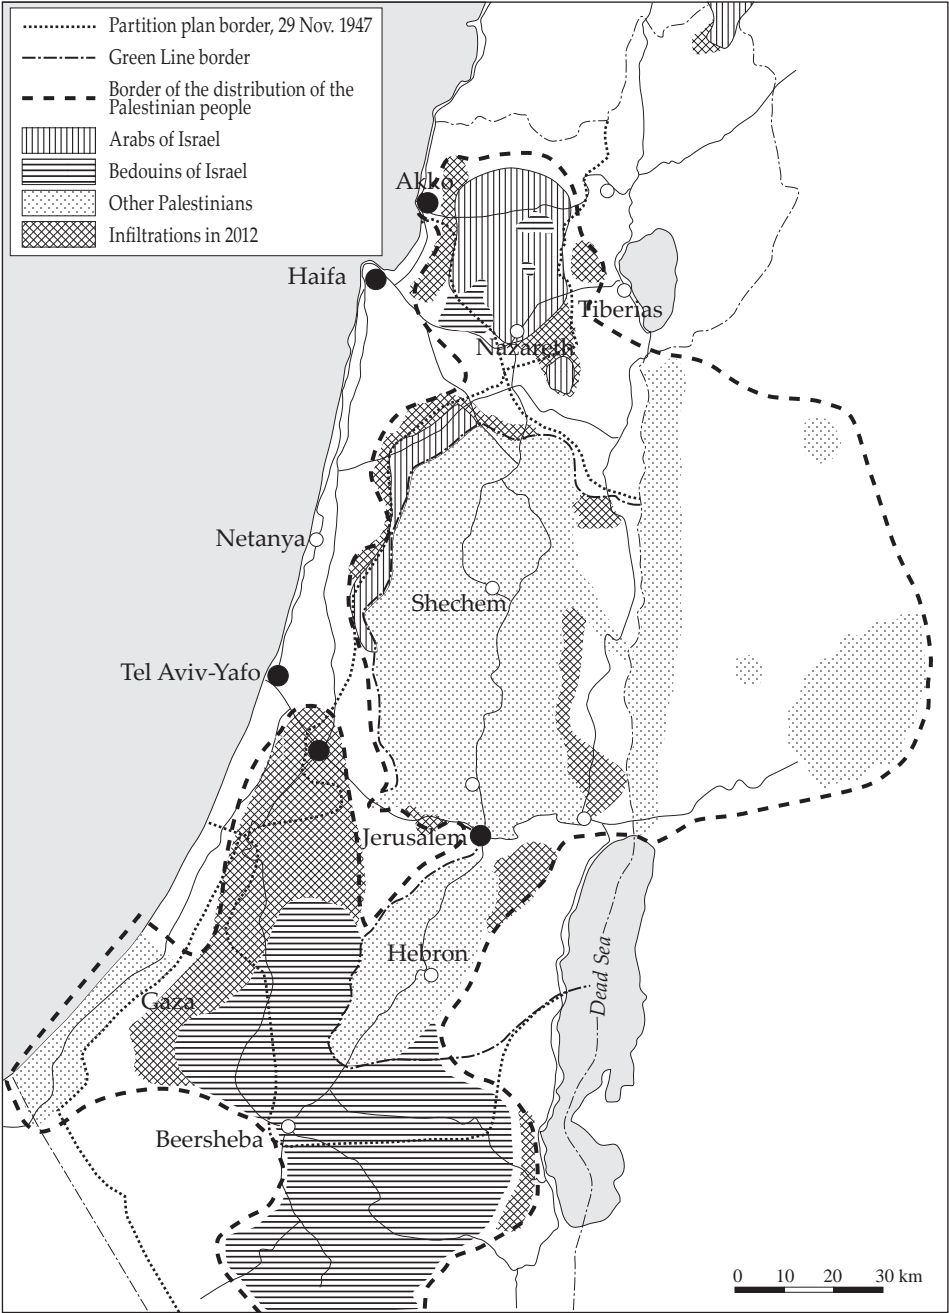 Partition plan border, 29 Nov. 1947
Green Line border
Border of the distribution of the
Palestinian people
Arabs of Israel
Bedouins of Israel
Other Palestinians
Infiltrations in 2012
Akko
Haifa
Tiberias
Nazareth
Netanya
Shechem
Tel Aviv-Yafo
Jerusalem
Hebron
Dead Sea
Gaza
Beersheba
0 10 20 30 km